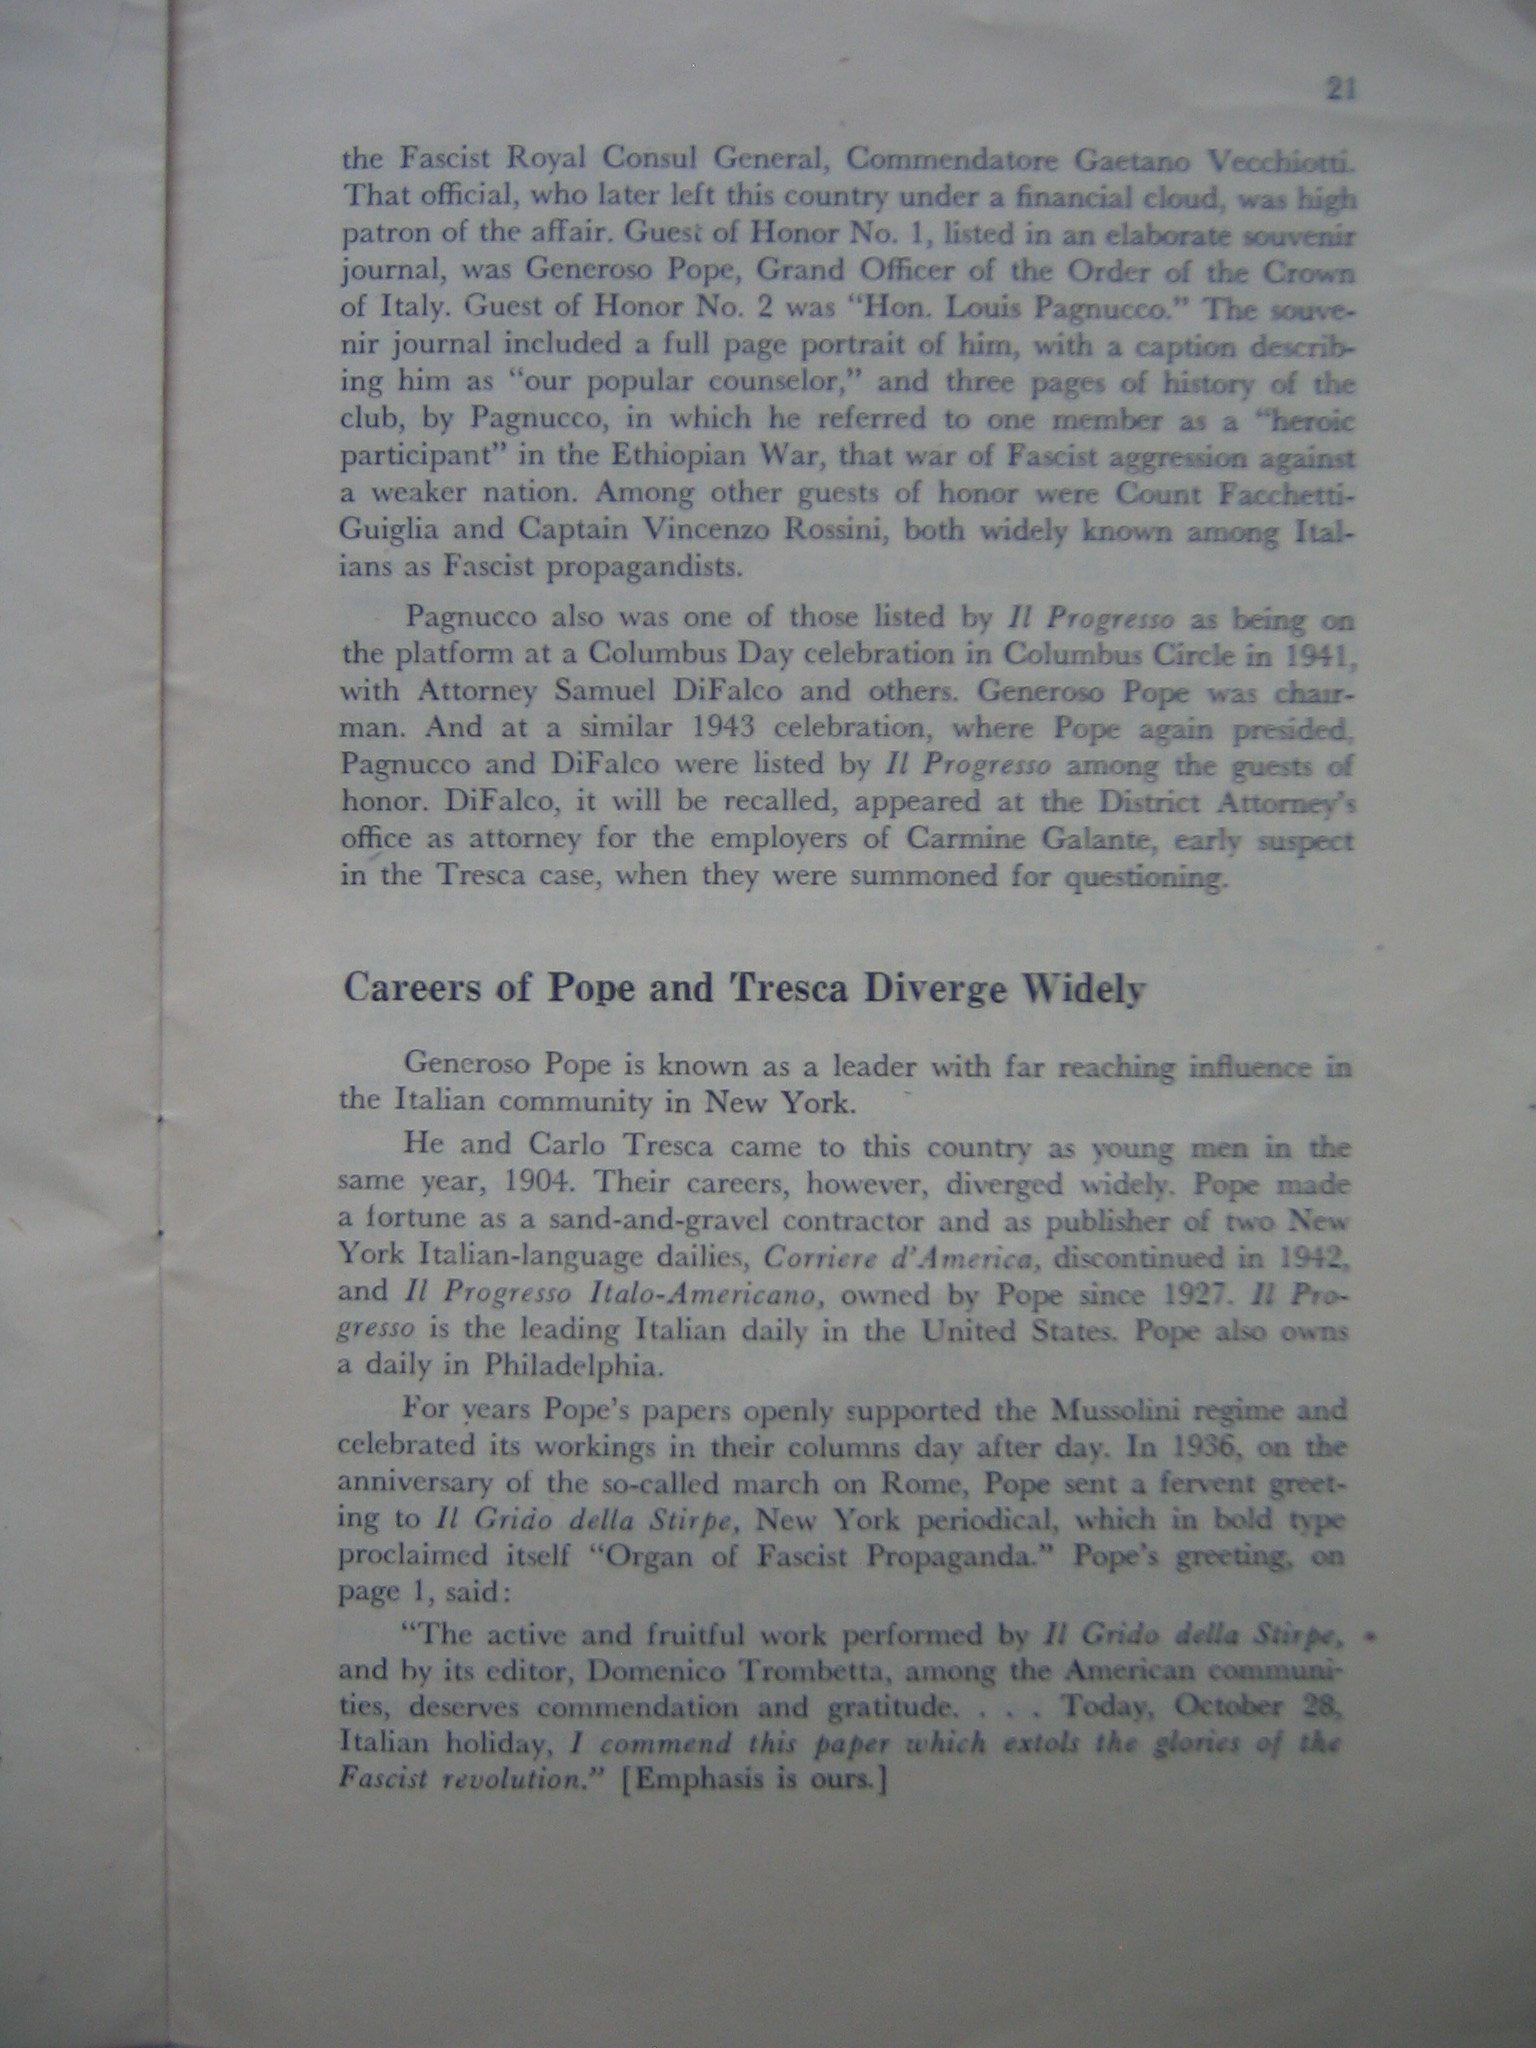 21
the Fascist Royal Consul General, Commendatore Gaetano Vecchiotti.
That official, who later left this country under a financial cloud, was high
patron of the affair. Guest of Honor No. 1, listed in an elaborate souvenir
journal, was Generoso Pope, Grand Officer of the Order of the Crown
of Italy. Guest of Honor No. 2 was “Hon. Louis Pagnucco.” The souve-
nir journal included a full page portrait of him, with a caption describ-
ing him as “our popular counselor,” and three pages of history of the
club, by Pagnucco, in which he referred to one member as a “heroic
participant” in the Ethiopian War, that war of Fascist aggression against
a weaker nation. Among other guests of honor were Count Facchetti-
Guiglia and Captain Vincenzo Rossini, both widely known among Ital-
ians as Fascist propagandists.
Pagnucco also was one of those listed by Il Progresso as being on
the platform at a Columbus Day celebration in Columbus Circle in 1941,
with Attorney Samuel DiFalco and others. Generoso Pope was chair-
man. And at a similar 1943 celebration, where Pope again presided,
Pagnucco and DiFalco were listed by Il Progresso among the guests of
honor. DiFalco, it will be recalled, appeared at the District Attorney’s
office as attorney for the employers of Carmine Galante, early suspect
in the Tresca case, when they were summoned for questioning.
Careers of Pope and Tresca Diverge Widely
Generoso Pope is known as a leader with far reaching influence in
the Italian community in New York.
He and Carlo Tresca came to this country as young men in the
same year, 1904. Their careers, however, diverged widely. Pope made
a fortune as a sand-and-gravel contractor and as publisher of two New
York Italian-language dailies, Corriere d’America, discontinued in 1942,
and Il Progresso Italo-Americano, owned by Pope since 1927. Il Pro-
gresso is the leading Italian daily in the United States. Pope also owns
a daily in Philadelphia.
For years Pope’s papers openly supported the Mussolini regime and
celebrated its workings in their columns day after day. In 1936, on the
anniversary of the so-called march on Rome, Pope sent a fervent greet-
ing to Il Grido della Stirpe, New York periodical, which in bold type
proclaimed itself “Organ of Fascist Propaganda.” Pope’s greeting, on
page 1, said:
“The active and fruitful work performed by Il Grido della Stirpe,
and by its editor, Domenico Trombetta, among the American communi-
ties, deserves commendation and gratitude. . . . Today, October 28,
Italian holiday, I commend this paper which extols the glories of the
Fascist revolution.” [Emphasis is ours.]